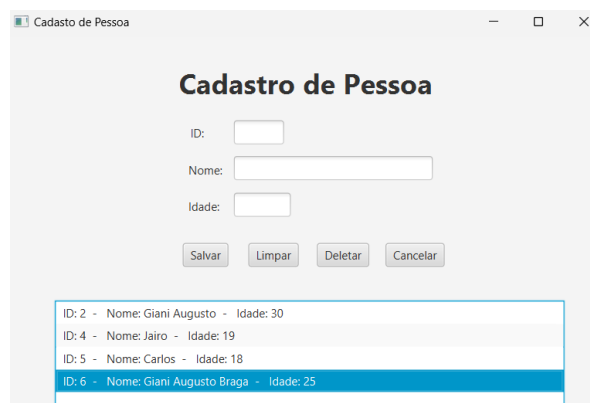 Cadasto de Pessoa
Cadastro de Pessoa
ID:
Nome:
Idade:
Salvar Limpar Deletar Cancelar
ID: 2 - Nome: Giani Augusto - Idade: 30
ID: 4 - Nome: Jairo - Idade: 19
ID: 5 - Nome: Carlos - Idade: 18
ID: 6 - Nome: Giani Augusto Braga - Idade: 25